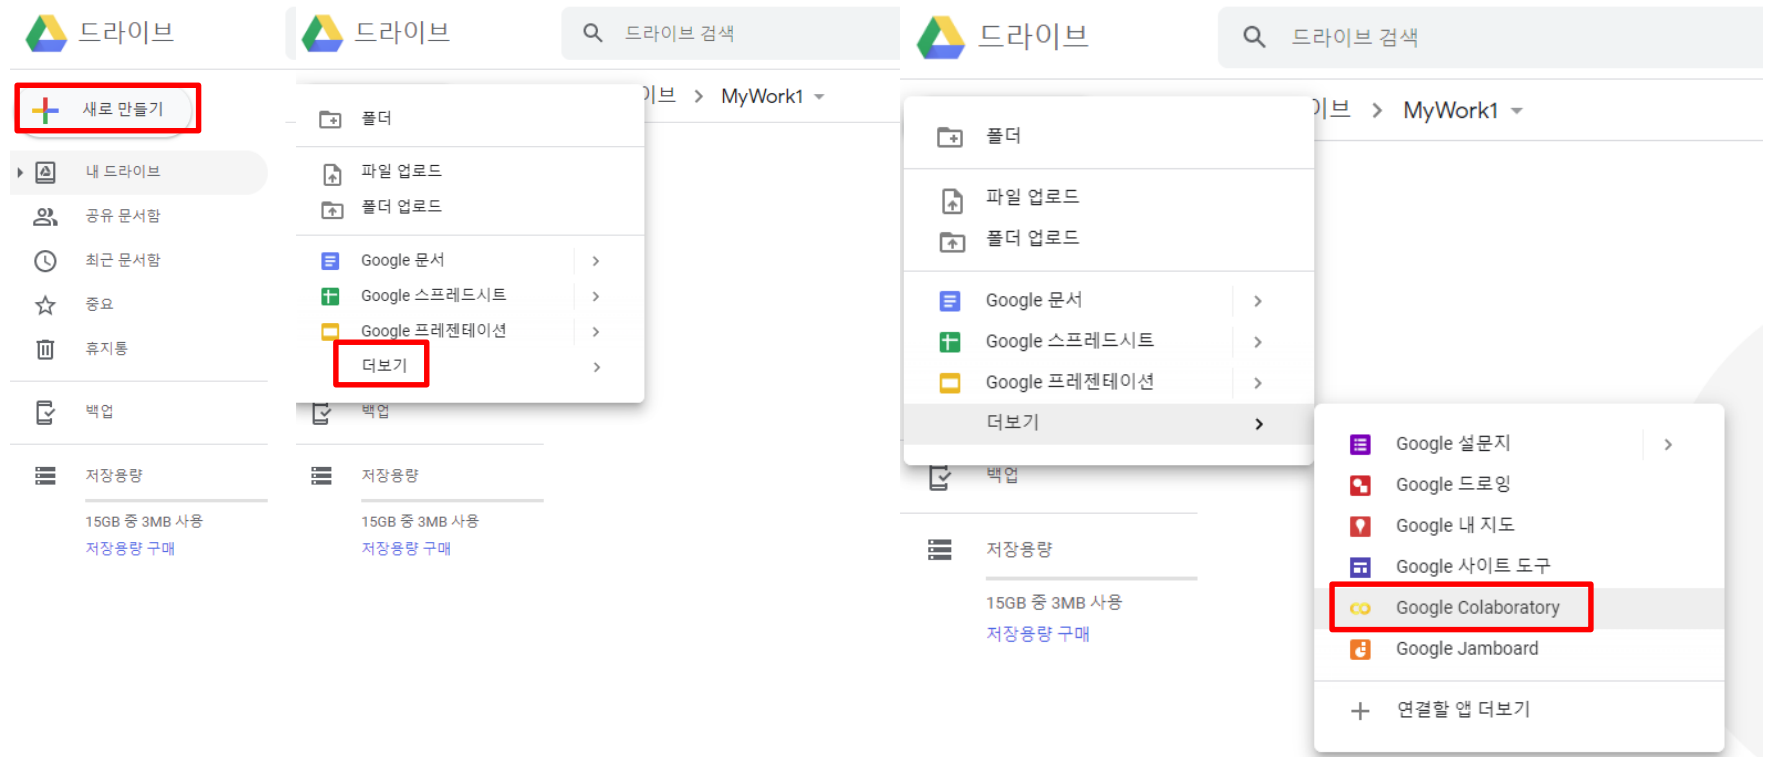 드라이브
새로 만들기
내 드라이브
공유 문서함
최근 문서함
중요
휴지통
백업
저장용량
15GB 중 3MB 사용
저장용량 구매
드라이브
드라이브 검색
이브 > MyWork1
폴더
파일 업로드
폴더 업로드
Google 문서
Google 스프레드시트
Google 프레젠테이션
더보기
백업
저장용량
15GB 중 3MB 사용
저장용량 구매
드라이브
드라이브 검색
이브 > MyWork1
폴더
파일 업로드
폴더 업로드
Google 문서
Google 스프레드시트
Google 프레젠테이션
더보기
백업
저장용량
15GB 중 3MB 사용
저장용량 구매
Google 설문지
Google 드로잉
Google 내 지도
Google 사이트 도구
Google Colaboratory
Google Jamboard
연결할 앱 더보기